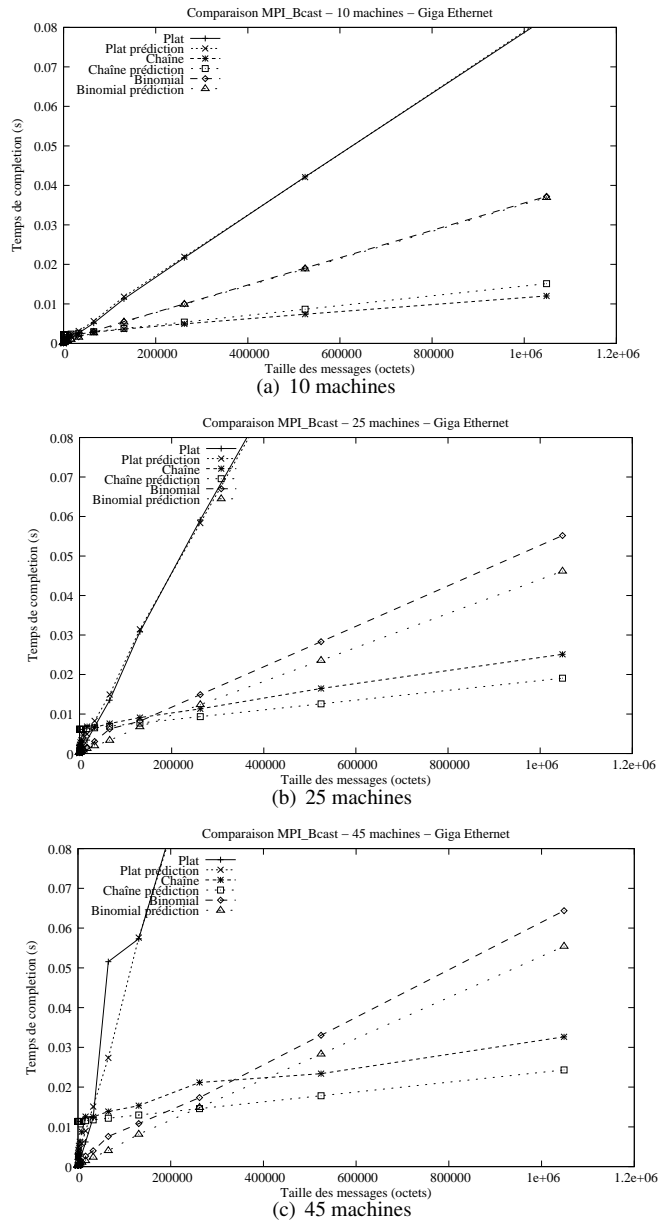 Comparaison MPI_Bcast – 10 machines – Giga Ethernet
0.08
0.07
0.06
0.05
0.04
0.03
0.02
0.01
0
Temps de completion (s)
Plat
Plat prédiction
Chaîne
Chaîne prédiction
Binomial
Binomial prédiction
0 200000 400000 600000 800000 1e+06 1.2e+06
Taille des messages (octets)
(a) 10 machines
Comparaison MPI_Bcast – 25 machines – Giga Ethernet
0.08
0.07
0.06
0.05
0.04
0.03
0.02
0.01
0
Temps de completion (s)
Plat
Plat prédiction
Chaîne
Chaîne prédiction
Binomial
Binomial prédiction
0 200000 400000 600000 800000 1e+06 1.2e+06
Taille des messages (octets)
(b) 25 machines
Comparaison MPI_Bcast – 45 machines – Giga Ethernet
0.08
0.07
0.06
0.05
0.04
0.03
0.02
0.01
0
Temps de completion (s)
Plat
Plat prédiction
Chaîne
Chaîne prédiction
Binomial
Binomial prédiction
0 200000 400000 600000 800000 1e+06 1.2e+06
Taille des messages (octets)
(c) 45 machines